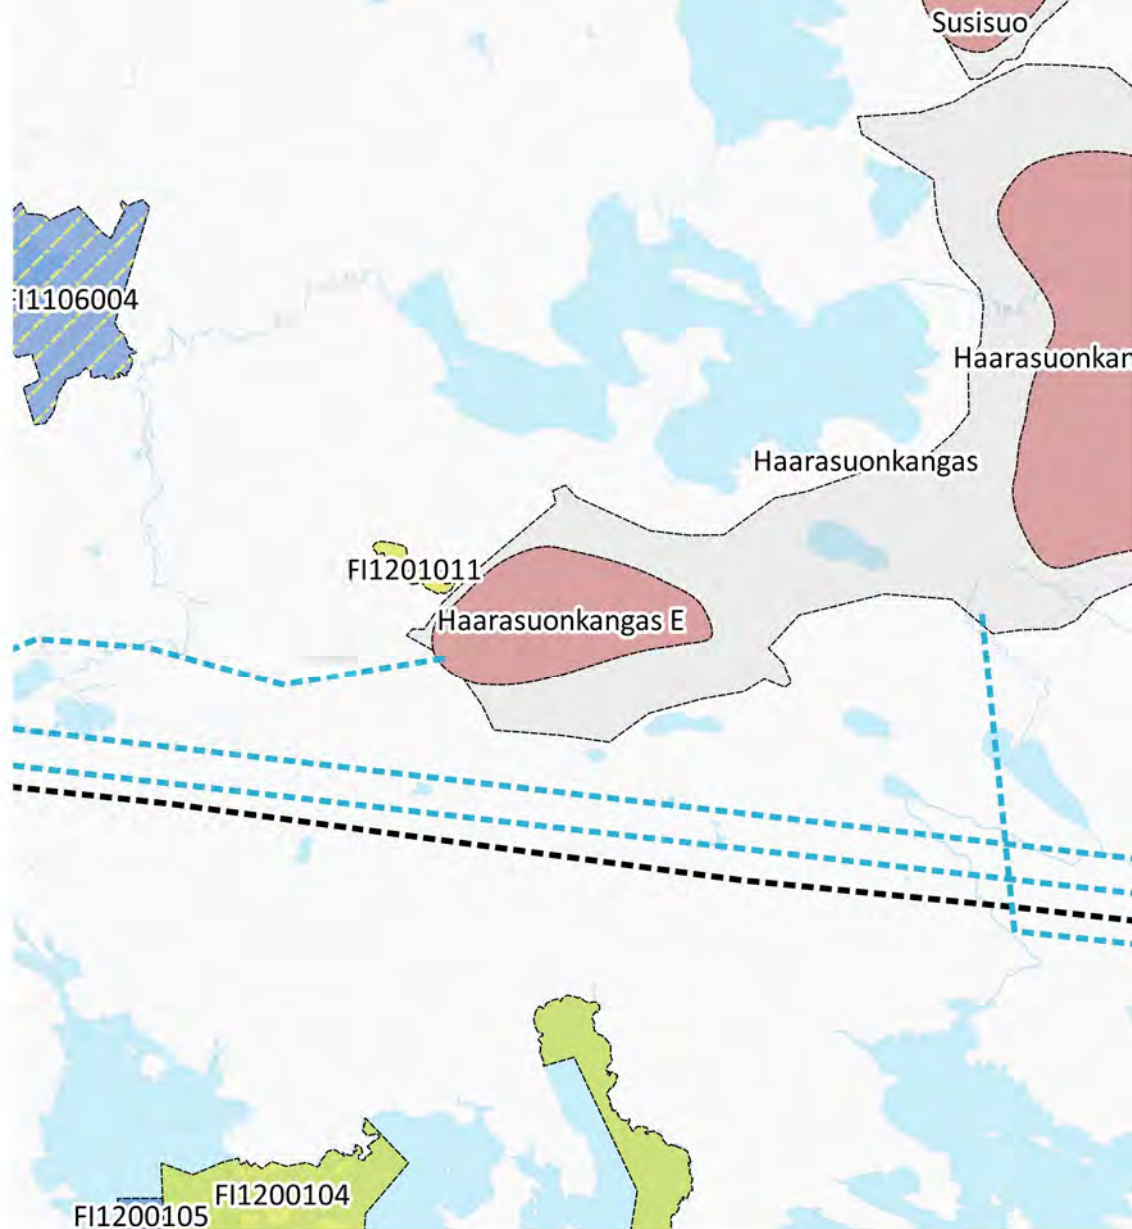 Susisuo
FI1106004
Haarasuonkan
Haarasuonkangas
FI1201011
Haarasuonkangas E
FI1200104
FI1200105